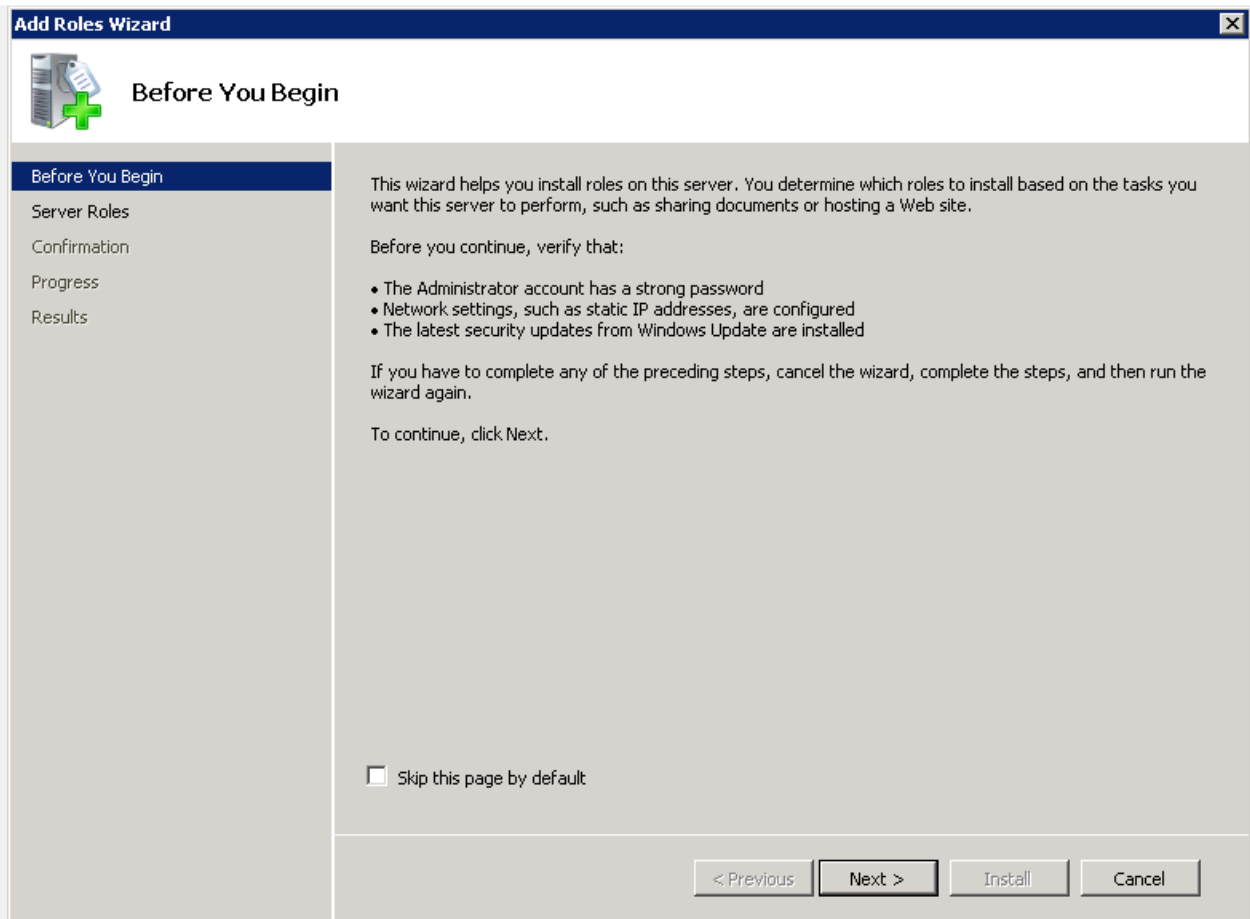 Add Roles Wizard
Before You Begin
Before You Begin
Server Roles
Confirmation
Progress
Results
This wizard helps you install roles on this server. You determine which roles to install based on the tasks you
want this server to perform, such as sharing documents or hosting a Web site.
Before you continue, verify that:
• The Administrator account has a strong password
• Network settings, such as static IP addresses, are configured
• The latest security updates from Windows Update are installed
If you have to complete any of the preceding steps, cancel the wizard, complete the steps, and then run the
wizard again.
To continue, click Next.
Skip this page by default
< Previous
Next >
Install
Cancel